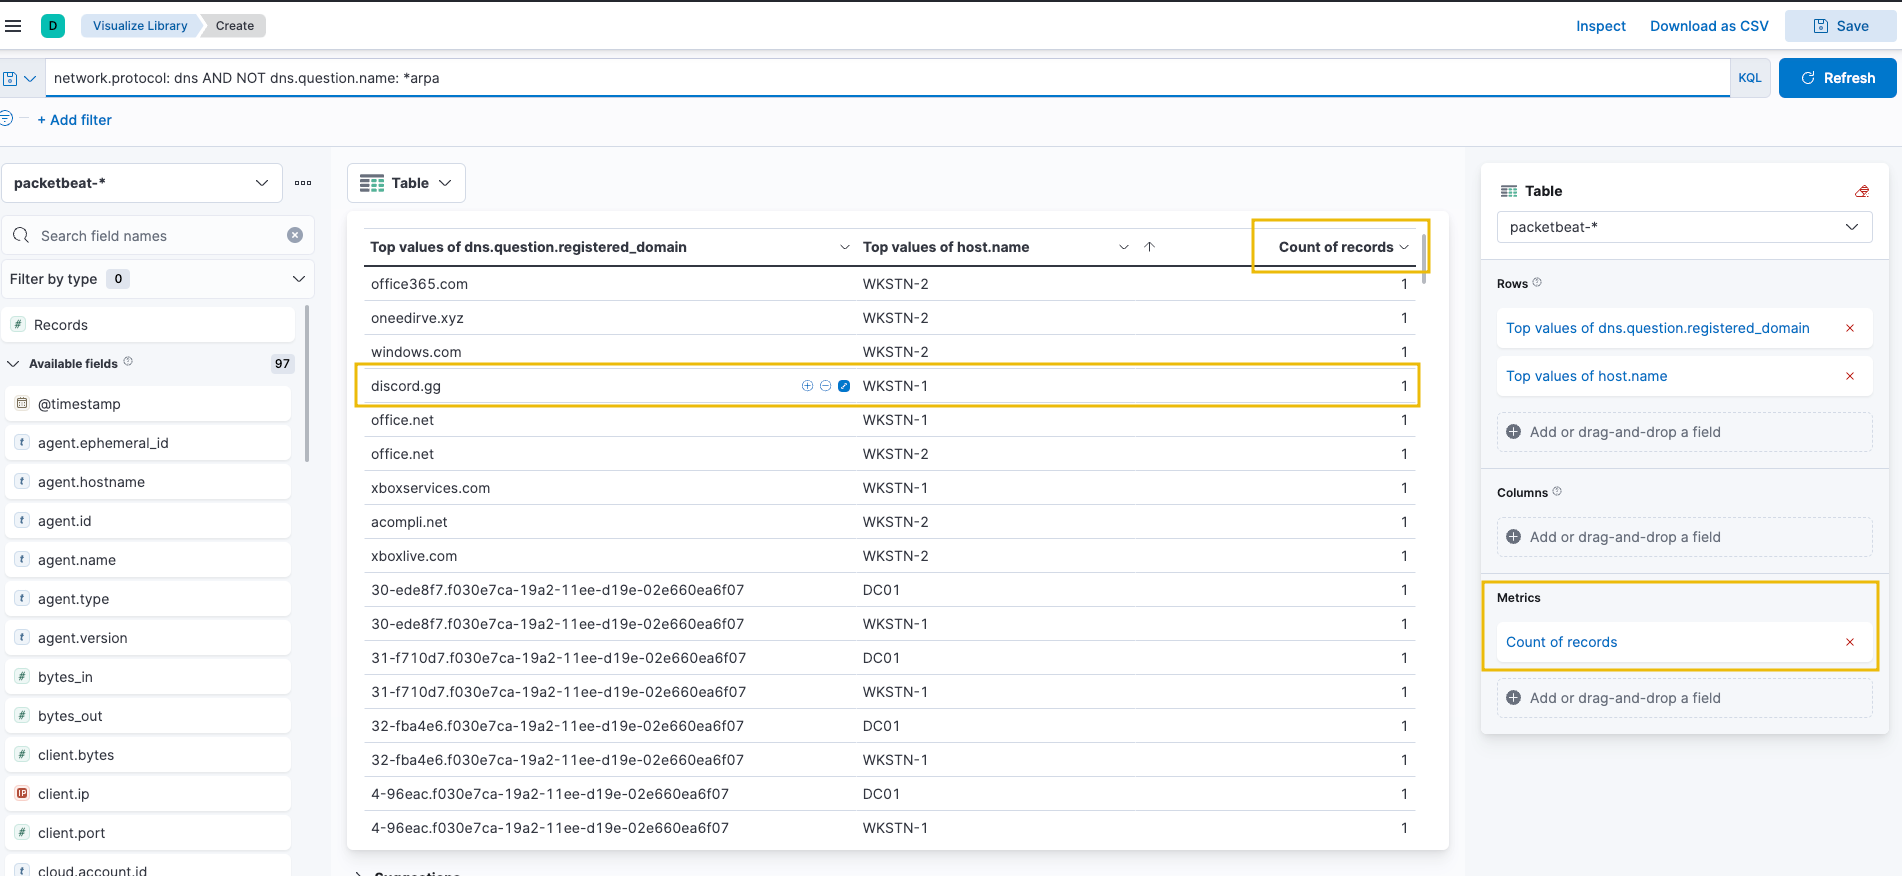 D
Visualize Library
Create
Inspect
Download as CSV
Save
network.protocol: dns AND NOT dns.question.name: *arpa
KQL
Refresh
+ Add filter
packetbeat-*
Search field names
Filter by type 0
# Records
Available fields 97
@timestamp
t agent.ephemeral_id
t agent.hostname
t agent.id
t agent.name
t agent.type
t agent.version
# bytes_in
# bytes_out
# client.bytes
IP client.ip
# client.port
t cloud.account.id
Table
Top values of dns.question.registered_domain Top values of host.name Count of records
office365.com WKSTN-2 1
oneedirve.xyz WKSTN-2 1
windows.com WKSTN-2 1
discord.gg WKSTN-1 1
office.net WKSTN-1 1
office.net WKSTN-2 1
xboxservices.com WKSTN-1 1
acompli.net WKSTN-2 1
xboxlive.com WKSTN-2 1
30-ede8f7.f030e7ca-19a2-11ee-d19e-02e660ea6f07 DC01 1
30-ede8f7.f030e7ca-19a2-11ee-d19e-02e660ea6f07 WKSTN-1 1
31-f710d7.f030e7ca-19a2-11ee-d19e-02e660ea6f07 DC01 1
31-f710d7.f030e7ca-19a2-11ee-d19e-02e660ea6f07 WKSTN-1 1
32-fba4e6.f030e7ca-19a2-11ee-d19e-02e660ea6f07 DC01 1
32-fba4e6.f030e7ca-19a2-11ee-d19e-02e660ea6f07 WKSTN-1 1
4-96eac.f030e7ca-19a2-11ee-d19e-02e660ea6f07 DC01 1
4-96eac.f030e7ca-19a2-11ee-d19e-02e660ea6f07 WKSTN-1 1
Suggestions
Table
packetbeat-*
Rows
Top values of dns.question.registered_domain
Top values of host.name
Add or drag-and-drop a field
Columns
Add or drag-and-drop a field
Metrics
Count of records
Add or drag-and-drop a field